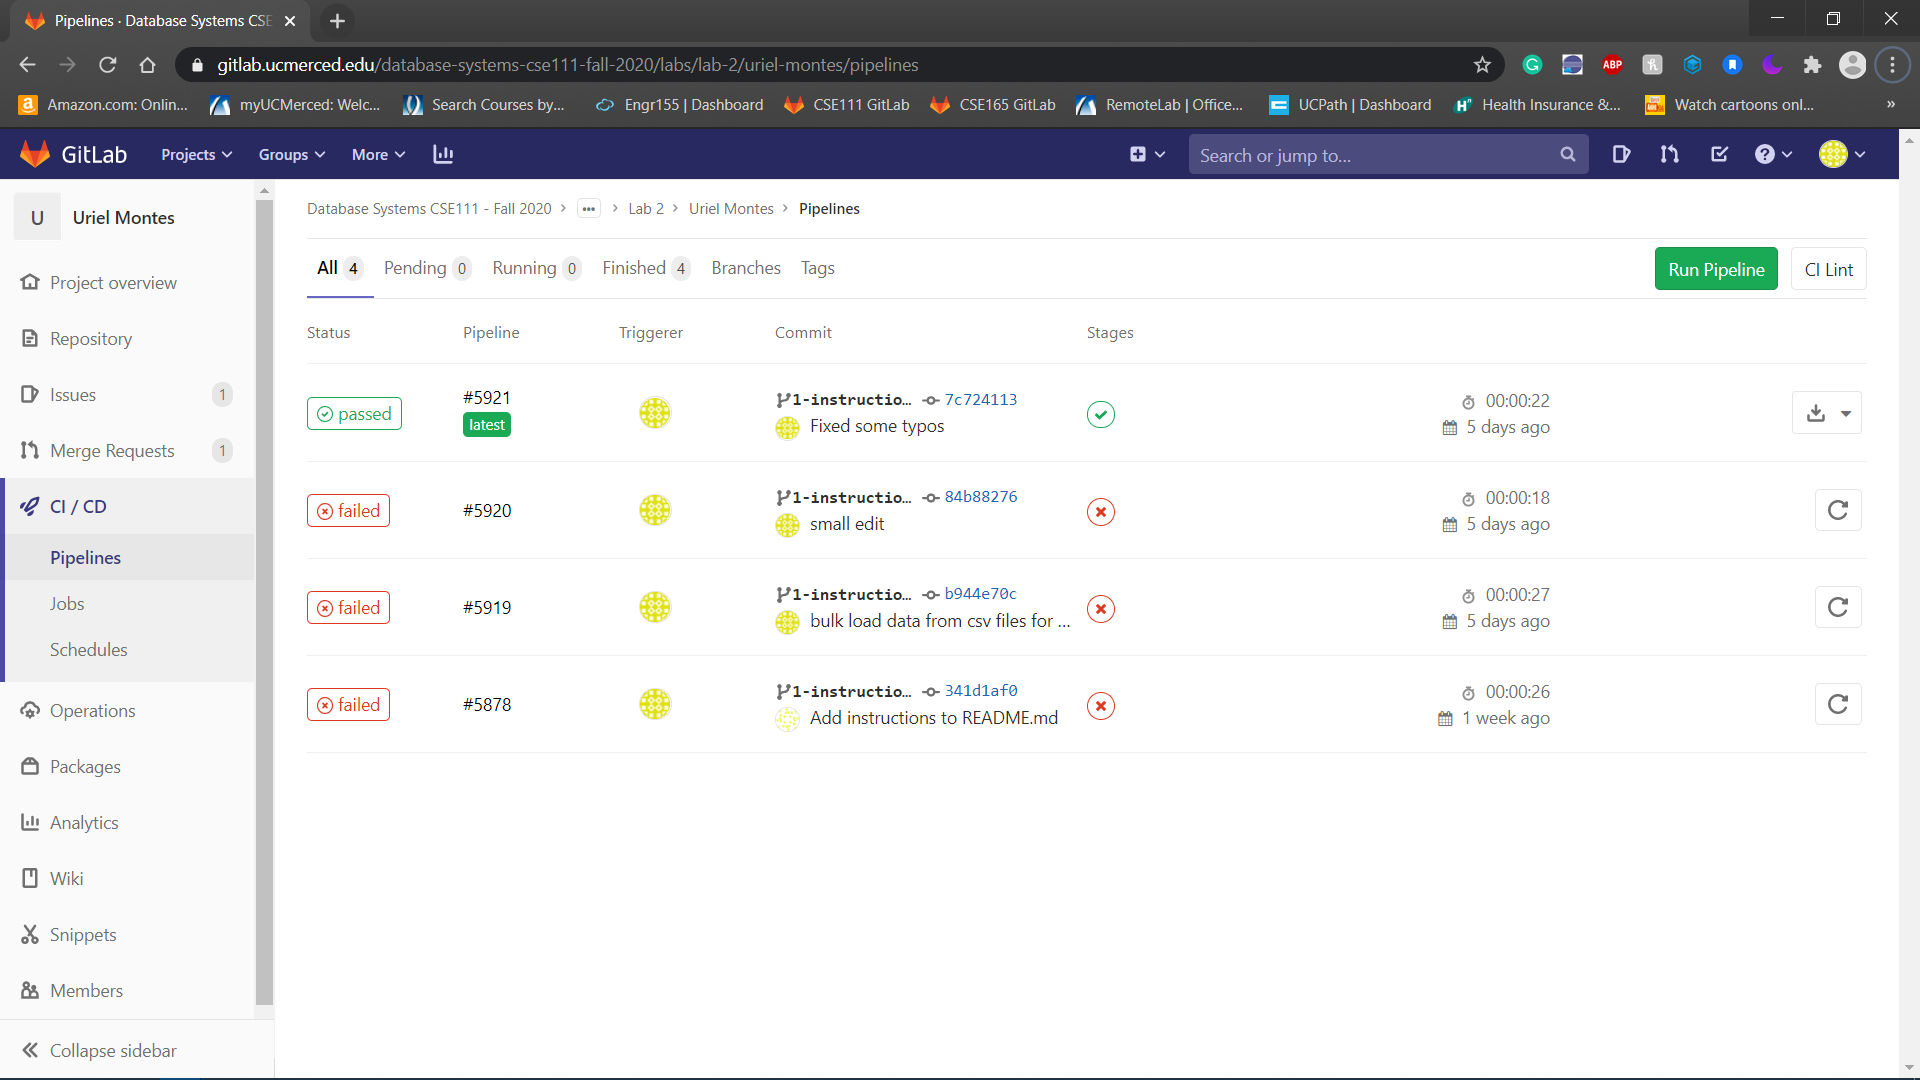 Pipelines · Database Systems CSE
gitlab.ucmerced.edu/database-systems-cse111-fall-2020/labs/lab-2/uriel-montes/pipelines
ABP
Amazon.com: Onlin...
myUCMerced: Welc...
Search Courses by...
Engr155 | Dashboard
CSE111 GitLab
CSE165 GitLab
RemoteLab | Office...
UCPath | Dashboard
Health Insurance &...
Watch cartoons onl...
»
GitLab
Projects
Groups
More
Search or jump to...
U
Uriel Montes
Project overview
Repository
Issues 1
Merge Requests 1
CI / CD
Pipelines
Jobs
Schedules
Operations
Packages
Analytics
Wiki
Snippets
Members
Collapse sidebar
Database Systems CSE111 - Fall 2020 > ... > Lab 2 > Uriel Montes > Pipelines
All 4 Pending 0 Running 0 Finished 4 Branches Tags
Run Pipeline
CI Lint
Status Pipeline Triggerer Commit Stages
passed
#5921
latest
1-instructio... 7c724113
Fixed some typos
00:00:22
5 days ago
failed
#5920
1-instructio... 84b88276
small edit
00:00:18
5 days ago
failed
#5919
1-instructio... b944e70c
bulk load data from csv files for ...
00:00:27
5 days ago
failed
#5878
1-instructio... 341d1af0
Add instructions to README.md
00:00:26
1 week ago